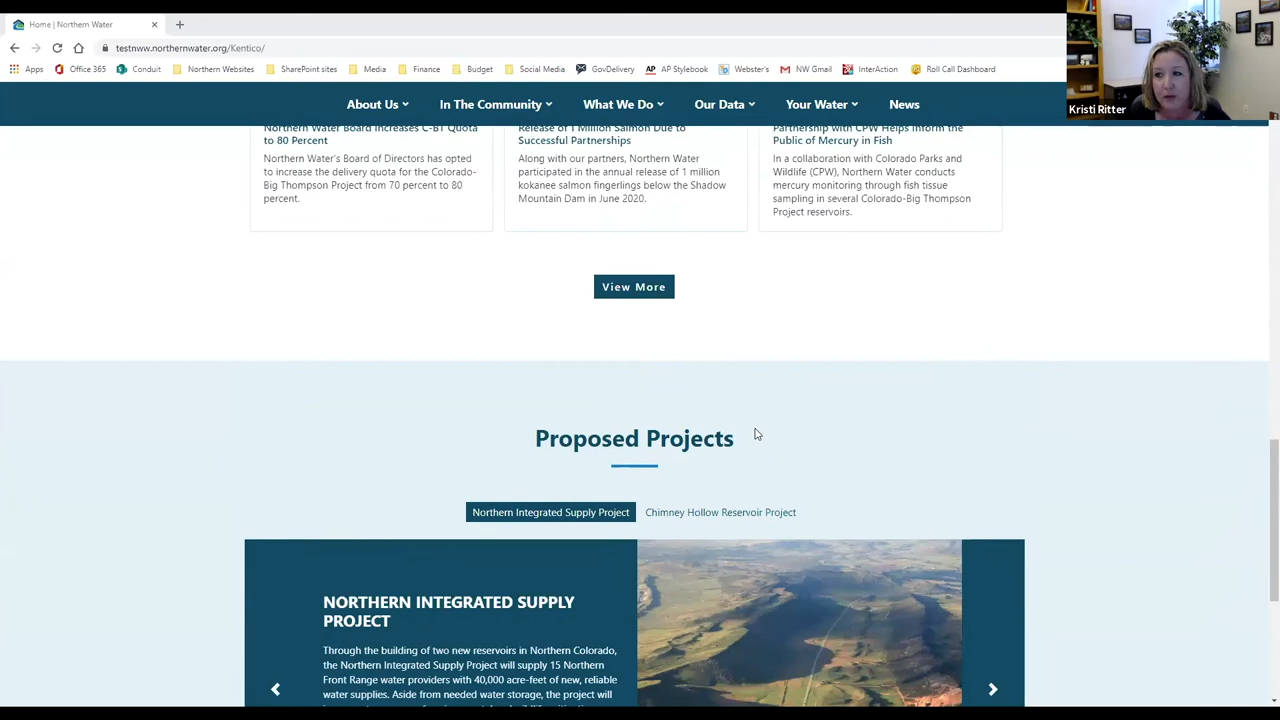 Home | Northern Water
testnww.northernwater.org/Kentico/
Apps Office 365 Conduit Northern Websites SharePoint sites Media Finance Budget Social Media GovDelivery AP AP Stylebook Webster's NW Gmail InterAction Roll Call Dashboard
Kristi Ritter
About Us In The Community What We Do Our Data Your Water News
Northern Water Board Increases C-BT Quota
to 80 Percent
Northern Water's Board of Directors has opted
to increase the delivery quota for the Colorado-
Big Thompson Project from 70 percent to 80
percent.
Release of 1 Million Salmon Due to
Successful Partnerships
Along with our partners, Northern Water
participated in the annual release of 1 million
kokanee salmon fingerlings below the Shadow
Mountain Dam in June 2020.
Partnership with CPW Helps Inform the
Public of Mercury in Fish
In a collaboration with Colorado Parks and
Wildlife (CPW), Northern Water conducts
mercury monitoring through fish tissue
sampling in several Colorado-Big Thompson
Project reservoirs.
View More
Proposed Projects
Northern Integrated Supply Project Chimney Hollow Reservoir Project
NORTHERN INTEGRATED SUPPLY
PROJECT
Through the building of two new reservoirs in Northern Colorado,
the Northern Integrated Supply Project will supply 15 Northern
Front Range water providers with 40,000 acre-feet of new, reliable
water supplies. Aside from needed water storage, the project will